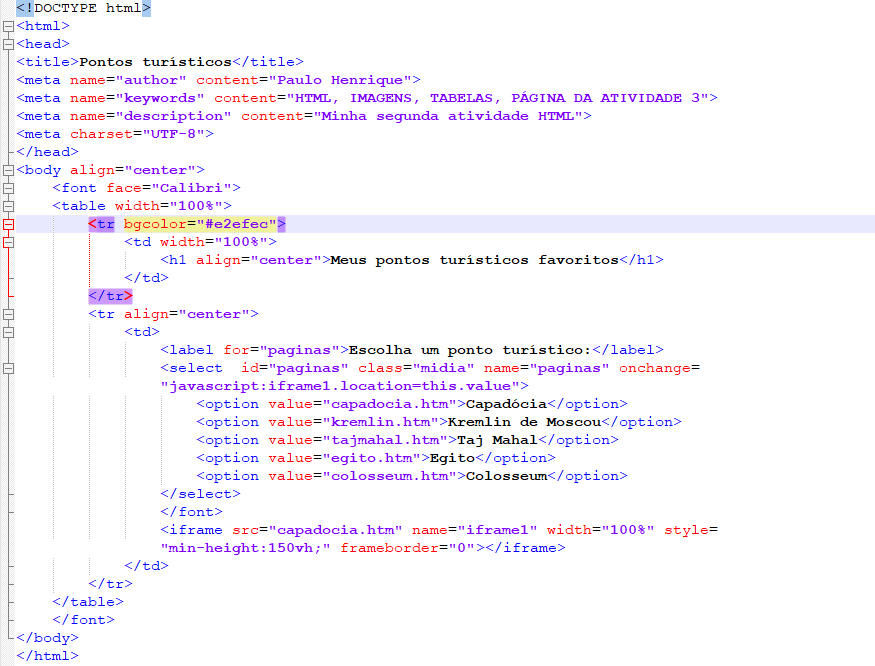 <!DOCTYPE html>
<html>
<head>
<title>Pontos turísticos</title>
<meta name="author" content="Paulo Henrique">
<meta name="keywords" content="HTML, IMAGENS, TABELAS, PÁGINA DA ATIVIDADE 3">
<meta name="description" content="Minha segunda atividade HTML">
<meta charset="UTF-8">
</head>
<body align="center">
    <font face="Calibri">
    <table width="100%">
        <tr bgcolor="#e2efec">
            <td width="100%">
                <h1 align="center">Meus pontos turísticos favoritos</h1>
            </td>
        </tr>
        <tr align="center">
            <td>
                <label for="paginas">Escolha um ponto turístico:</label>
                <select  id="paginas" class="midia" name="paginas" onchange=
                "javascript:iframe1.location=this.value">
                    <option value="capadocia.htm">Capadócia</option>
                    <option value="kremlin.htm">Kremlin de Moscou</option>
                    <option value="tajmahal.htm">Taj Mahal</option>
                    <option value="egito.htm">Egito</option>
                    <option value="colosseum.htm">Colosseum</option>
                </select>
                </font>
                <iframe src="capadocia.htm" name="iframe1" width="100%" style=
                "min-height:150vh;" frameborder="0"></iframe>
            </td>
        </tr>
    </table>
    </font>
</body>
</html>